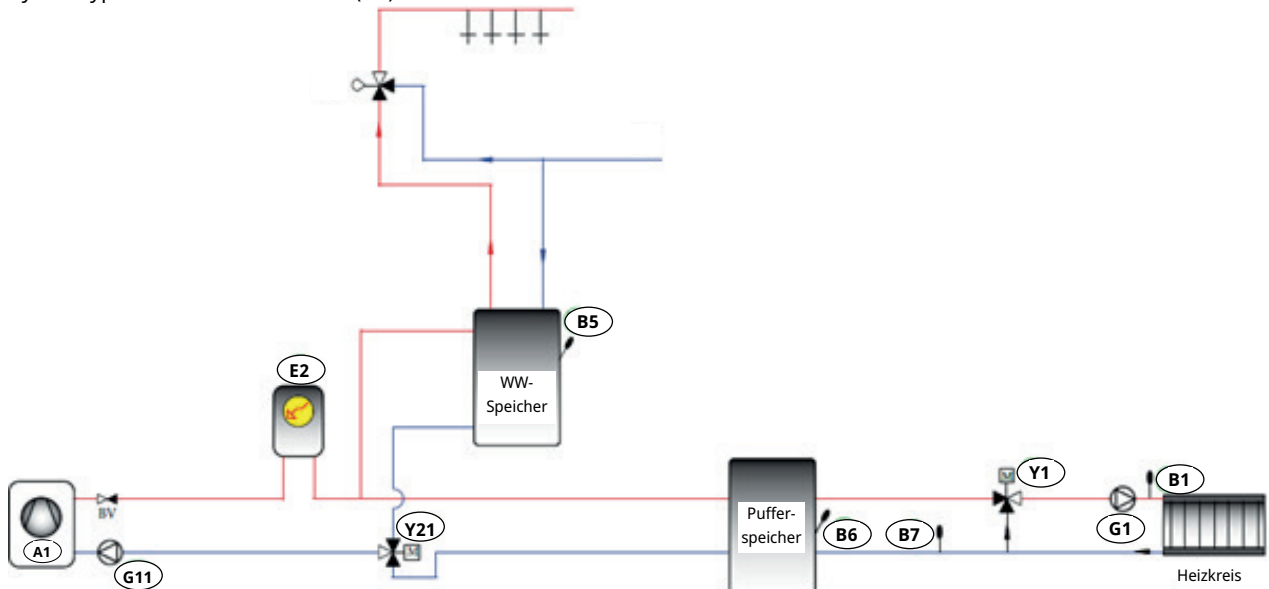 E2
B5
WW-
Speicher
A1
BV
G11
Y21
M
Puffer-
speicher
B6
B7
M
Y1
G1
B1
Heizkreis